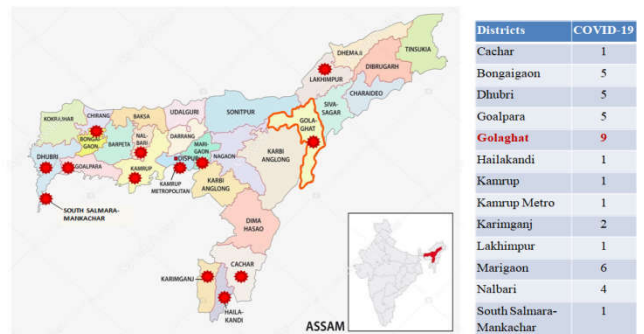 DHEMAJI
TINSUKIA
LAKHIMPUR
DIBRUGARH
CHARAIDEO
SIVA-
SAGAR
KOKRAJHAR
CHIRANG
BAKSA
UDALGURI
SONITPUR
GOLA-
GHAT
BONGAI-
GAON
BARPETA
NAL-
BARI
DARRANG
MARI-
GAON
DHUBRI
GOALPARA
NAGAON
KARBI
ANGLONG
KAMRUP
KAMRUP
METROPOLITAN
KARBI
ANGLONG
SOUTH SALMARA-
MANKACHAR
DIMA
HASAO
CACHAR
KARIMGANJ
HAILA-
KANDI
ASSAM
Districts COVID-19
Cachar 1
Bongaigaon 5
Dhubri 5
Goalpara 5
Golaghat 9
Hailakandi 1
Kamrup 1
Kamrup Metro 1
Karimganj 2
Lakhimpur 1
Marigaon 6
Nalbari 4
South Salmara- 1
Mankachar